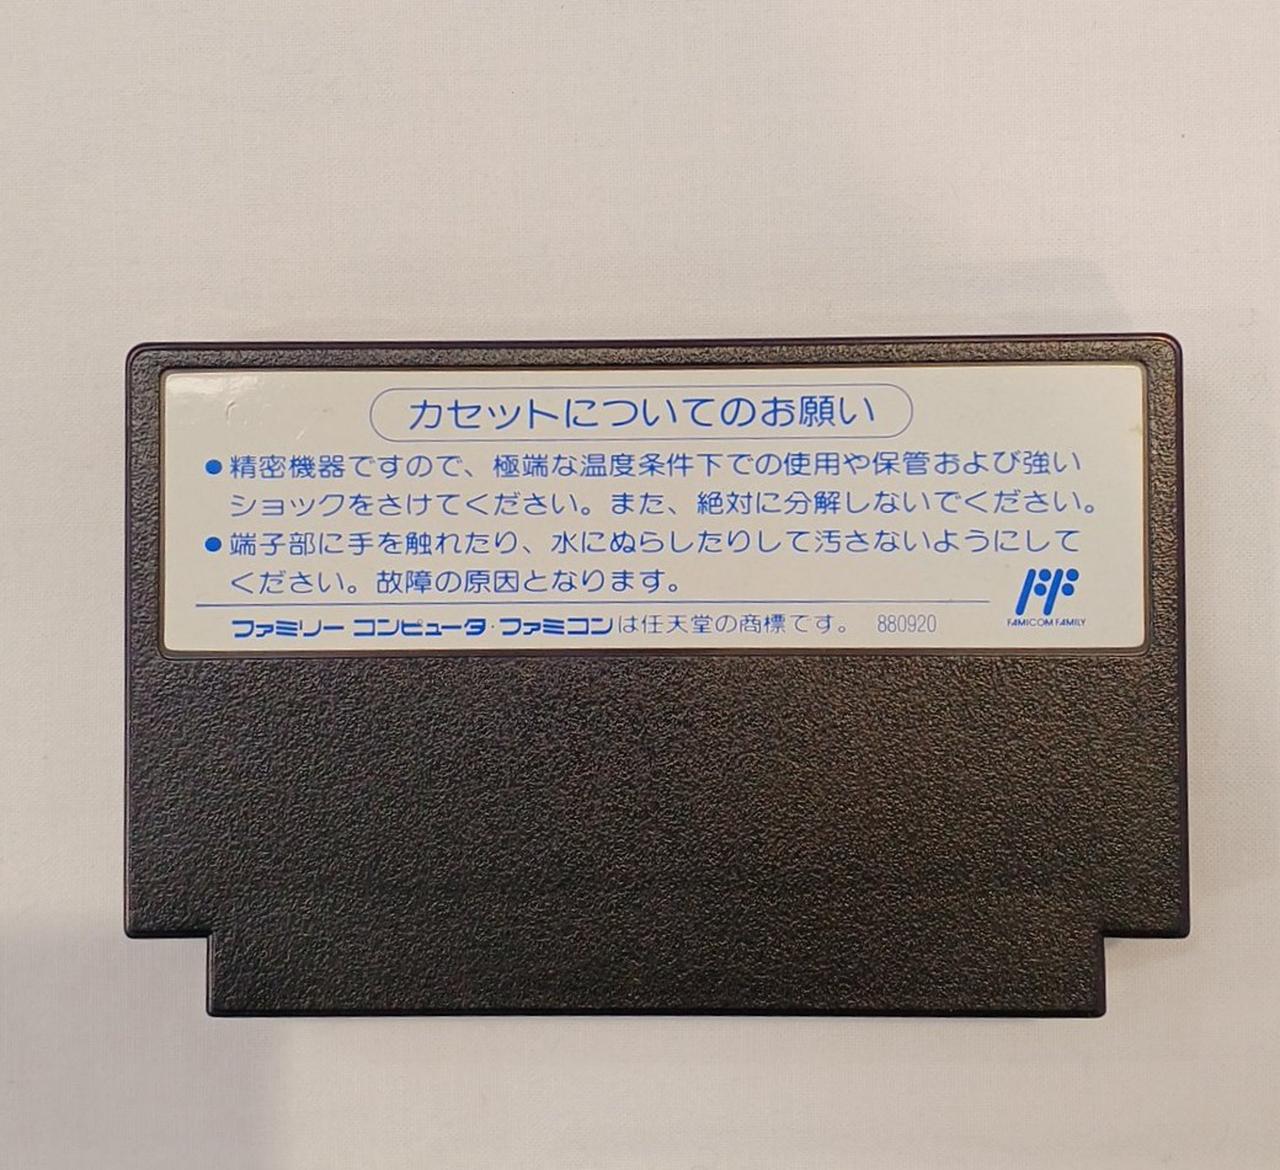 カセットについてのお願い
●精密機器ですので、極端な温度条件下での使用や保管および強い
ショックをさけてください。また、絶対に分解しないでください。
●端子部に手を触れたり、水にぬらしたりして汚さないようにして
ください。故障の原因となります。
ファミリー コンピュータ・ファミコンは任天堂の商標です。 880920
FAMICOM FAMILY